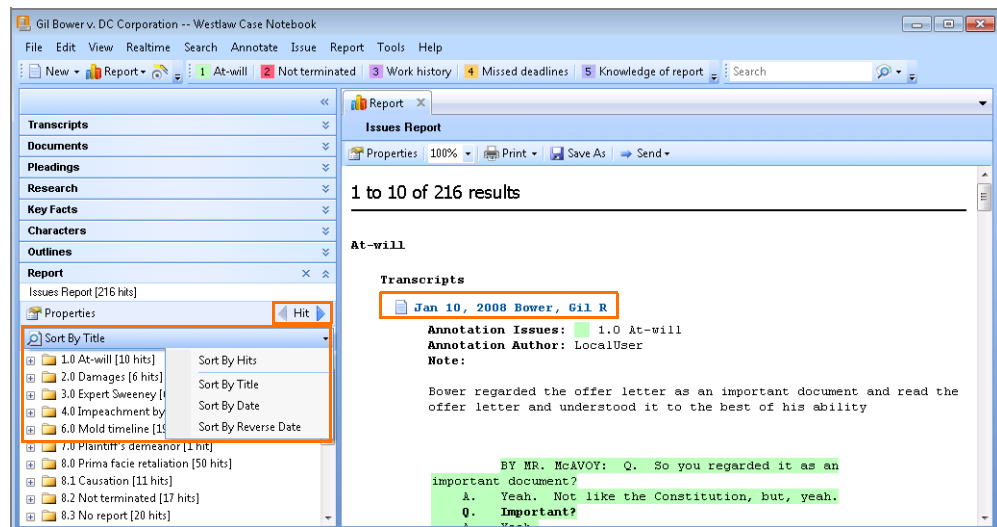 Gil Bower v. DC Corporation -- Westlaw Case Notebook
File Edit View Realtime Search Annotate Issue Report Tools Help
New Report 1 At-will 2 Not terminated 3 Work history 4 Missed deadlines 5 Knowledge of report Search
Transcripts
Documents
Pleadings
Research
Key Facts
Characters
Outlines
Report
Issues Report [216 hits]
Properties Hit
Sort By Title
1.0 At-will [10 hits]
2.0 Damages [6 hits]
3.0 Expert Sweeney
4.0 Impeachment by
6.0 Mold timeline
7.0 Plaintiff's demeanor [1 hit]
8.0 Prima facie retaliation [50 hits]
8.1 Causation [11 hits]
8.2 Not terminated [17 hits]
8.3 No report [20 hits]
Sort By Hits
Sort By Title
Sort By Date
Sort By Reverse Date
Report
Issues Report
Properties 100% Print Save As Send
1 to 10 of 216 results
At-will
Transcripts
Jan 10, 2008 Bower, Gil R
Annotation Issues: 1.0 At-will
Annotation Author: LocalUser
Note:
Bower regarded the offer letter as an important document and read the
offer letter and understood it to the best of his ability
BY MR. McAVOY: Q. So you regarded it as an
important document?
A. Yeah. Not like the Constitution, but, yeah.
Q. Important?
A. Yeah.